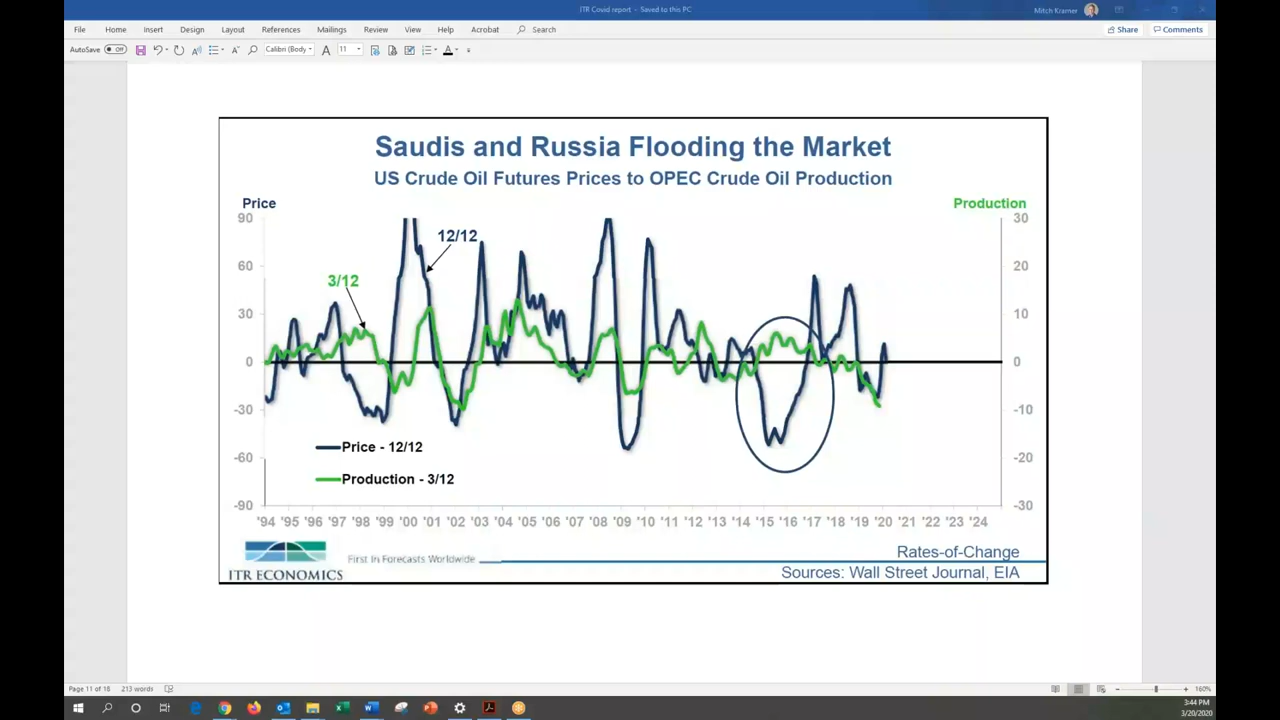 ITR Covid report - Saved to this PC
Mitch Kramer
File Home Insert Design Layout References Mailings Review View Help Acrobat Search
Share Comments
AutoSave Off
Calibri (Body
11
Saudis and Russia Flooding the Market
US Crude Oil Futures Prices to OPEC Crude Oil Production
Price
Production
90 30
12/12
60 20
3/12
30 10
0 0
-30 -10
Price - 12/12
-60 -20
Production - 3/12
-90 -30
'94 '95 '96 '97 '98 '99 '00 '01 '02 '03 '04 '05 '06 '07 '08 '09 '10 '11 '12 '13 '14 '15 '16 '17 '18 '19 '20 '21 '22 '23 '24
First In Forecasts Worldwide
Rates-of-Change
ITR ECONOMICS
Sources: Wall Street Journal, EIA
Page 11 of 18 213 words
160%
3:44 PM
3/20/2020